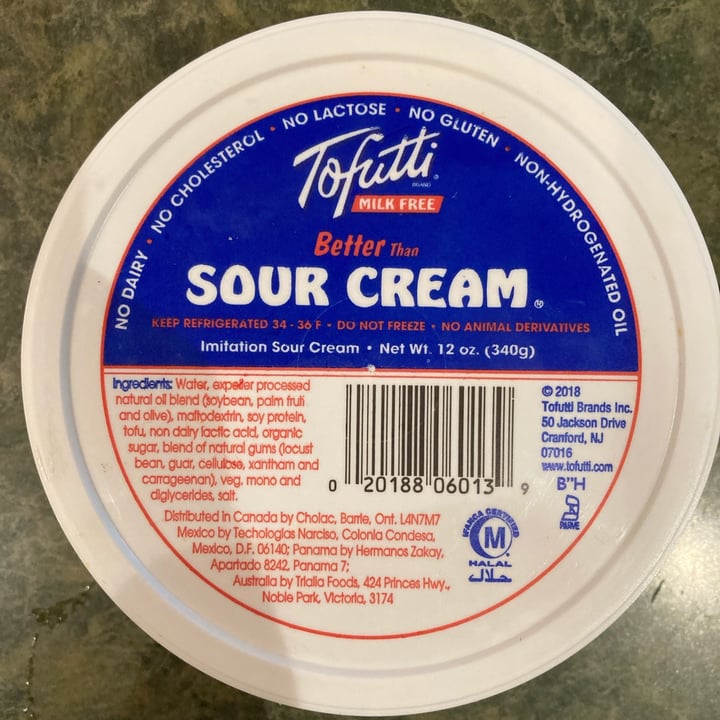 NO DAIRY • NO CHOLESTEROL • NO LACTOSE • NO GLUTEN • NON-HYDROGENATED OIL
Tofutti
BRAND ®
MILK FREE
Better Than
SOUR CREAM ®
KEEP REFRIGERATED 34 - 36 F • DO NOT FREEZE • NO ANIMAL DERIVATIVES
Imitation Sour Cream • Net Wt. 12 oz. (340g)
Ingredients: Water, expeller processed
natural oil blend (soybean, palm fruit
and olive), maltodextrin, soy protein,
tofu, non dairy lactic acid, organic
sugar, blend of natural gums (locust
bean, guar, cellulose, xantham and
carrageenan), veg. mono and
diglycerides, salt.
0 20188 06013 9
© 2018
Tofutti Brands Inc.
50 Jackson Drive
Cranford, NJ
07016
www.tofutti.com
B"H
PARVE
Distributed in Canada by Cholac, Barrie, Ont. L4N7M7
Mexico by Techologias Narciso, Colonia Condesa,
Mexico, D.F. 06140; Panama by Hermanos Zakay,
Apartado 8242, Panama 7;
Australia by Trialia Foods, 424 Princes Hwy.,
Noble Park, Victoria, 3174
IFANCA CERTIFIED
M
HALAL
حلال